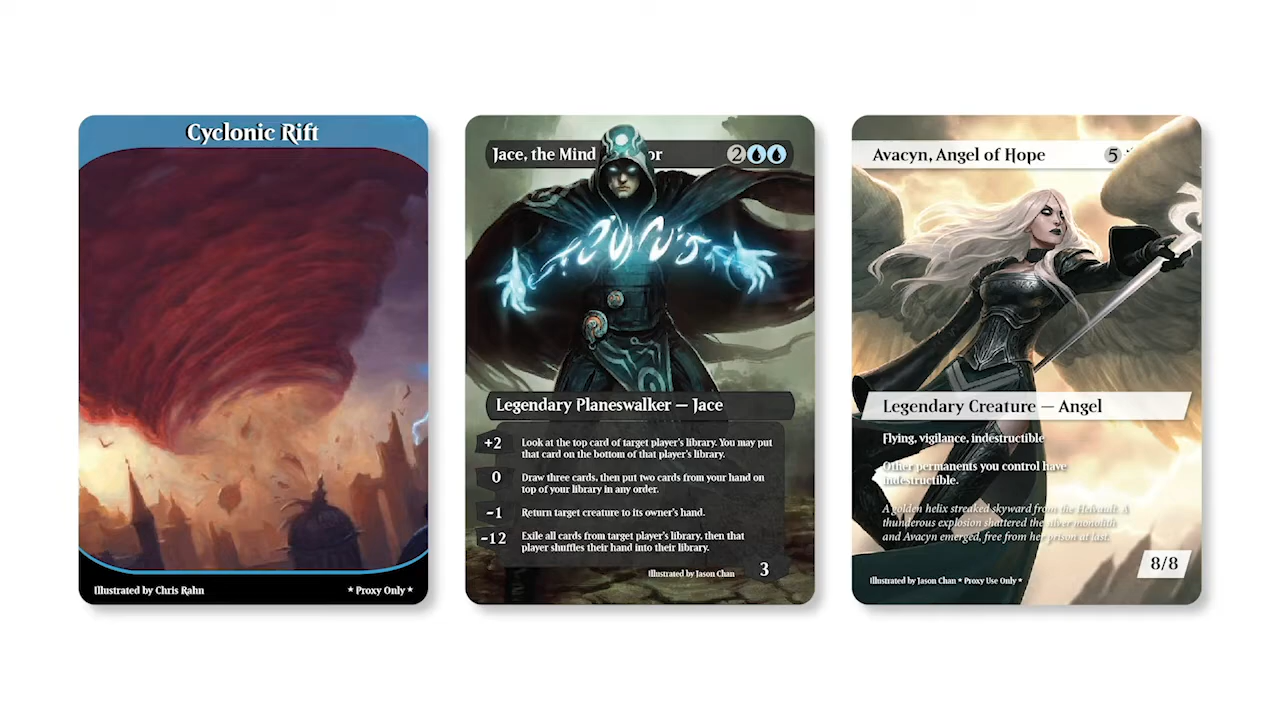 Cyclonic Rift
Illustrated by Chris Rahn
★ Proxy Only ★
Jace, the Mind or
2
Legendary Planeswalker — Jace
+2 Look at the top card of target player's library. You may put
that card on the bottom of that player's library.
0 Draw three cards, then put two cards from your hand on
top of your library in any order.
−1 Return target creature to its owner's hand.
−12 Exile all cards from target player's library, then that
player shuffles their hand into their library.
Illustrated by Jason Chan
3
Avacyn, Angel of Hope
5
Legendary Creature — Angel
Flying, vigilance, indestructible
Other permanents you control have
indestructible.
A golden helix streaked skyward from the Helvault. A
thunderous explosion shattered the silver monolith
and Avacyn emerged, free from her prison at last.
8/8
Illustrated by Jason Chan ★ Proxy Use Only ★